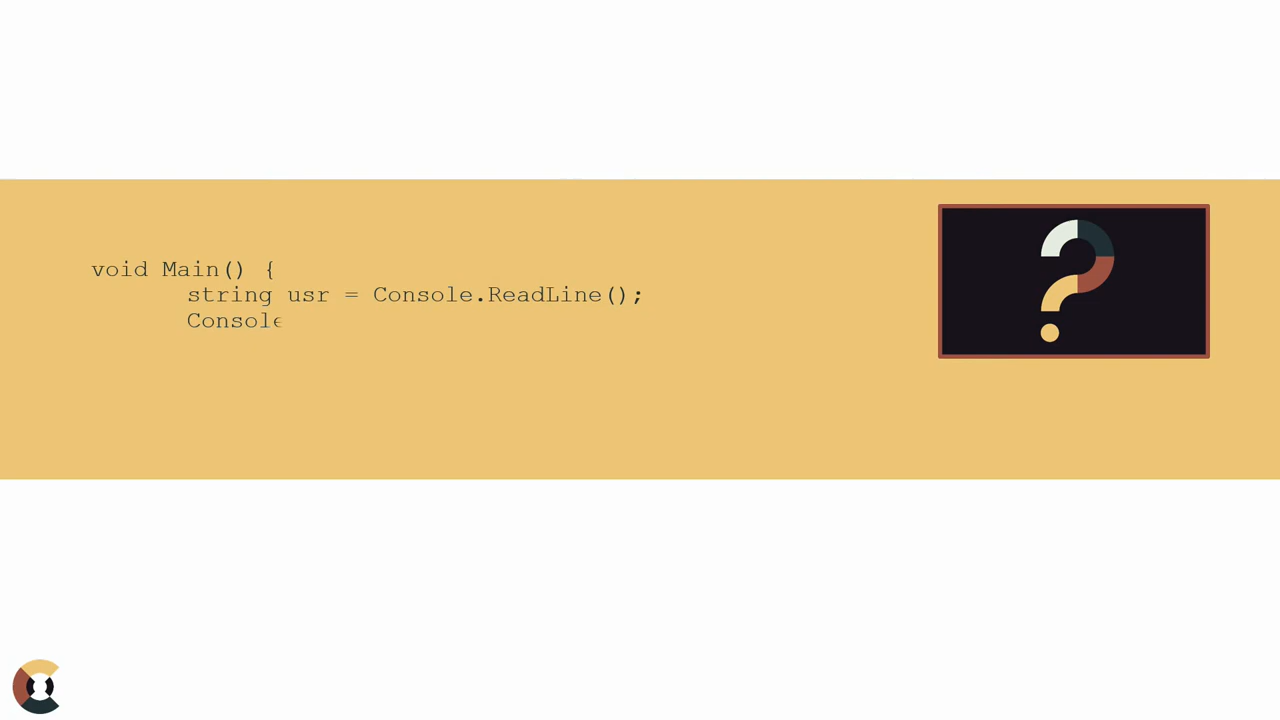 void Main() {
string usr = Console.ReadLine();
Console
?